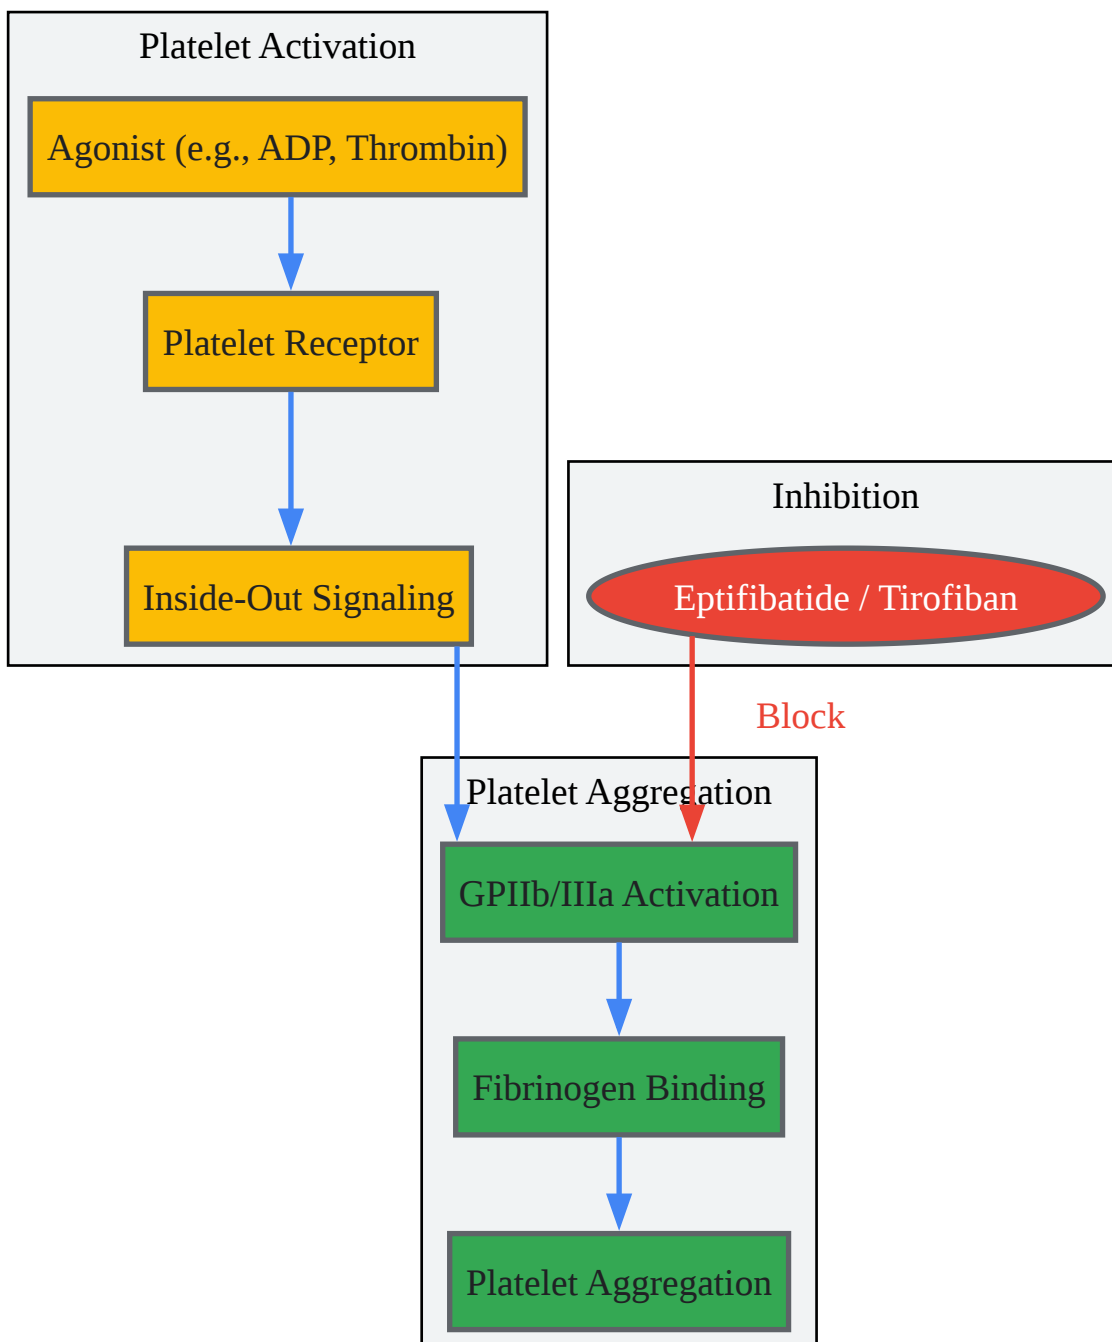 Platelet Activation
Agonist (e.g., ADP, Thrombin)
Platelet Receptor
Inside-Out Signaling
Inhibition
Eptifibatide / Tirofiban
Block
Platelet Aggregation
GPIIb/IIIa Activation
Fibrinogen Binding
Platelet Aggregation